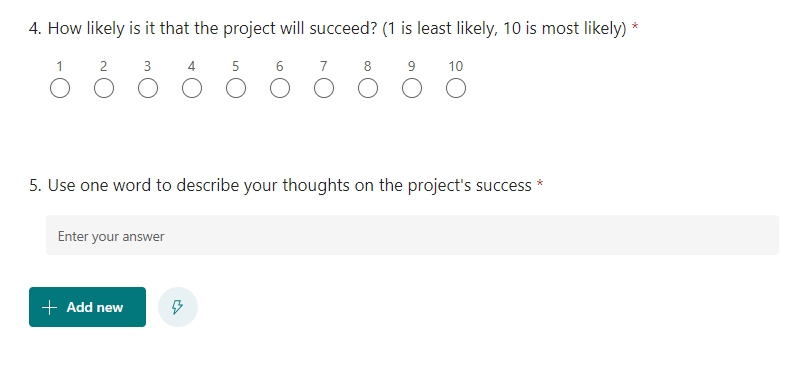 4. How likely is it that the project will succeed? (1 is least likely, 10 is most likely) *
1 2 3 4 5 6 7 8 9 10
5. Use one word to describe your thoughts on the project's success *
Enter your answer
+ Add new